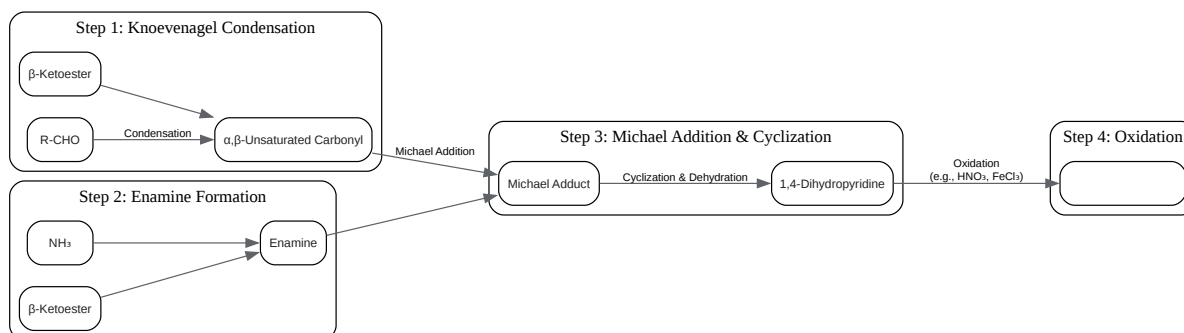 Step 1: Knoevenagel Condensation
β-Ketoester
R-CHO
Condensation
α,β-Unsaturated Carbonyl
Michael Addition
Step 2: Enamine Formation
NH₃
Enamine
β-Ketoester
Step 3: Michael Addition & Cyclization
Michael Adduct
Cyclization & Dehydration
1,4-Dihydropyridine
Oxidation
(e.g., HNO₃, FeCl₃)
Step 4: Oxidation